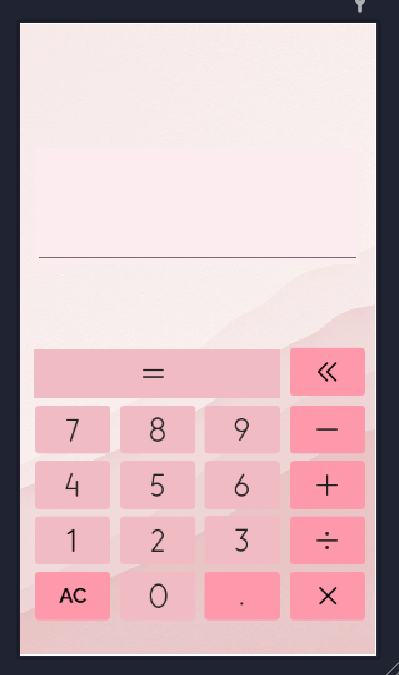 = «
7 8 9 −
4 5 6 +
1 2 3 ÷
AC 0 . ×